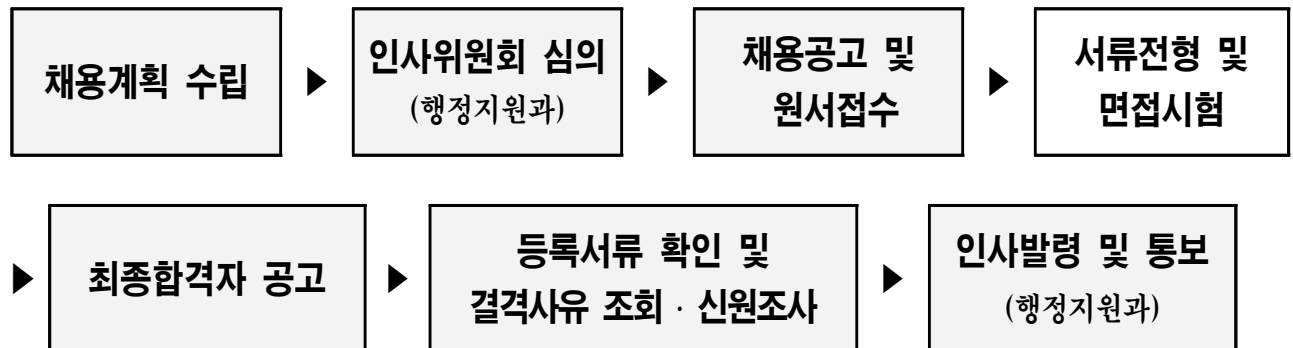 채용계획 수립
▶
인사위원회 심의
(행정지원과)
▶
채용공고 및
원서접수
▶
서류전형 및
면접시험
▶
최종합격자 공고
▶
등록서류 확인 및
결격사유 조회 · 신원조사
▶
인사발령 및 통보
(행정지원과)